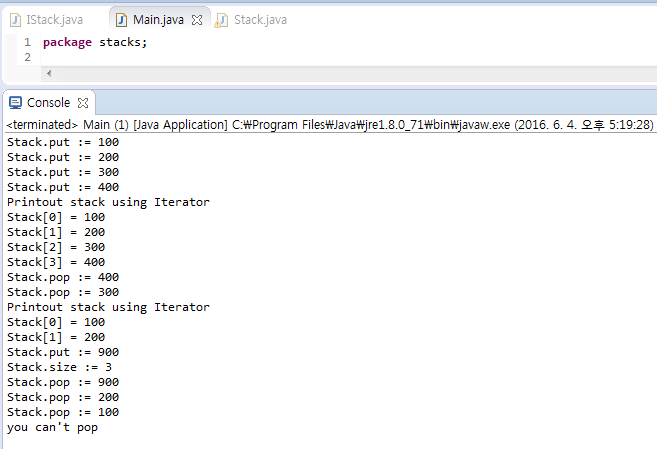 IStack.java Main.java Stack.java
1 package stacks;
2
Console
<terminated> Main (1) [Java Application] C:₩Program Files₩Java₩jre1.8.0_71₩bin₩javaw.exe (2016. 6. 4. 오후 5:19:28)
Stack.put := 100
Stack.put := 200
Stack.put := 300
Stack.put := 400
Printout stack using Iterator
Stack[0] = 100
Stack[1] = 200
Stack[2] = 300
Stack[3] = 400
Stack.pop := 400
Stack.pop := 300
Printout stack using Iterator
Stack[0] = 100
Stack[1] = 200
Stack.put := 900
Stack.size := 3
Stack.pop := 900
Stack.pop := 200
Stack.pop := 100
you can't pop